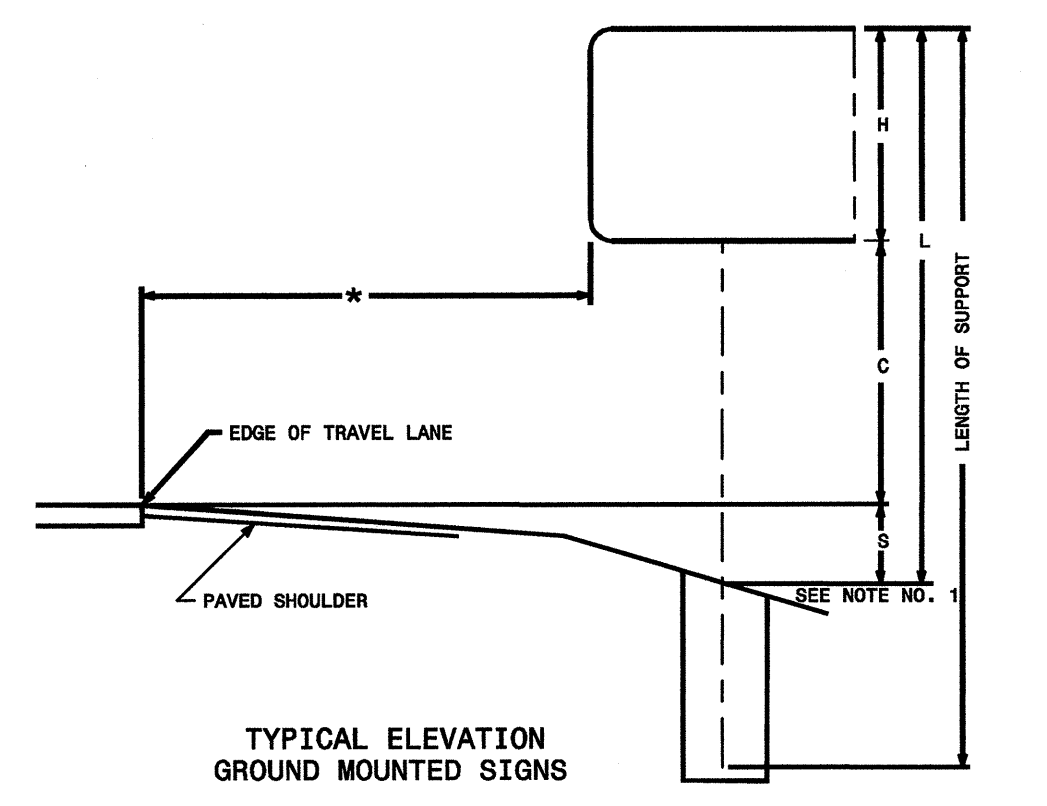 H
L
*
LENGTH OF SUPPORT
C
EDGE OF TRAVEL LANE
S
SEE NOTE NO. 1
PAVED SHOULDER
TYPICAL ELEVATION
GROUND MOUNTED SIGNS